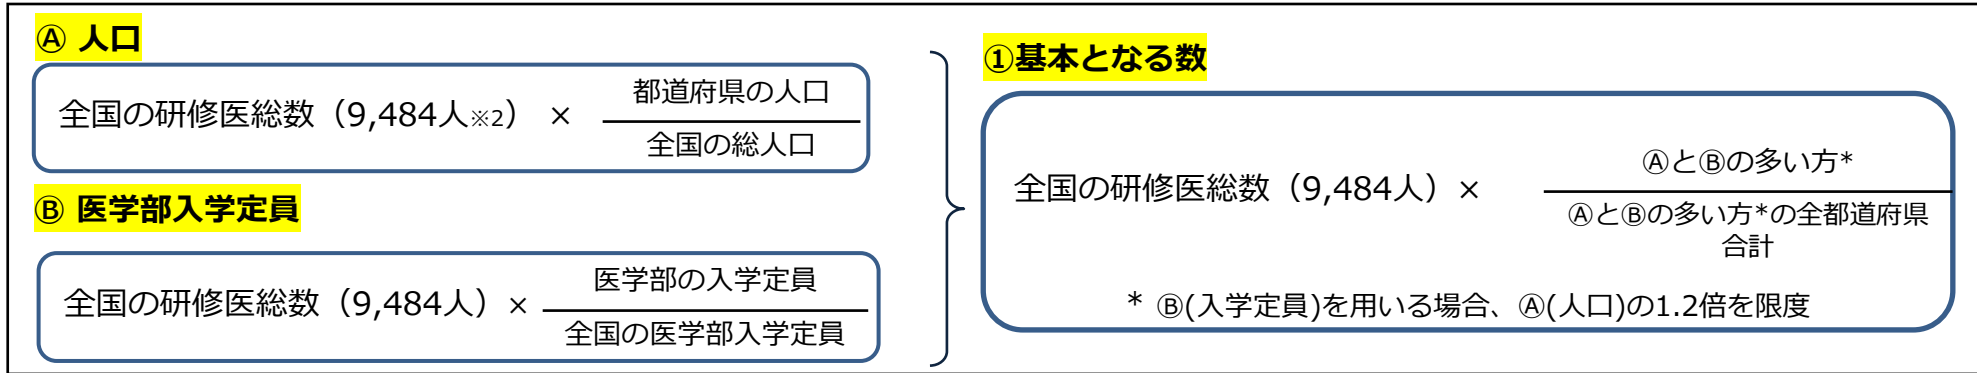 Ⓐ 人口
全国の研修医総数（9,484人※2） ×
都道府県の人口
全国の総人口
Ⓑ 医学部入学定員
全国の研修医総数（9,484人）×
医学部の入学定員
全国の医学部入学定員
①基本となる数
全国の研修医総数（9,484人）×
ⒶとⒷの多い方*
ⒶとⒷの多い方*の全都道府県
合計
* Ⓑ(入学定員)を用いる場合、Ⓐ(人口)の1.2倍を限度